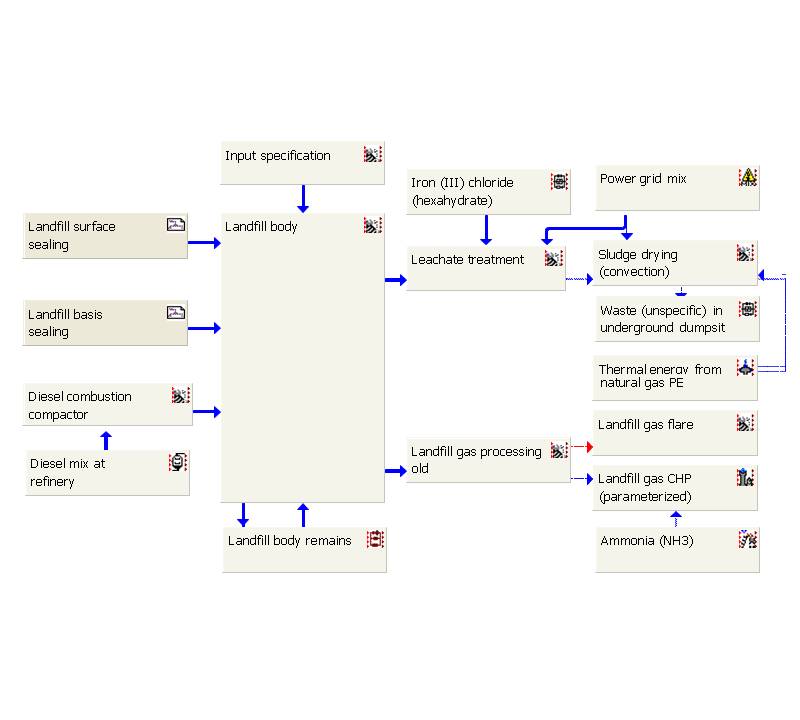 Input specification
Iron (III) chloride
(hexahydrate)
Power grid mix
MIX
Landfill surface
sealing
Landfill body
Leachate treatment
Sludge drying
(convection)
Landfill basis
sealing
Waste (unspecific) in
underground dumpsit
Thermal energy from
natural gas PE
Diesel combustion
compactor
Landfill gas flare
Diesel mix at
refinery
Landfill gas processing
old
Landfill gas CHP
(parameterized)
Landfill body remains
Ammonia (NH3)